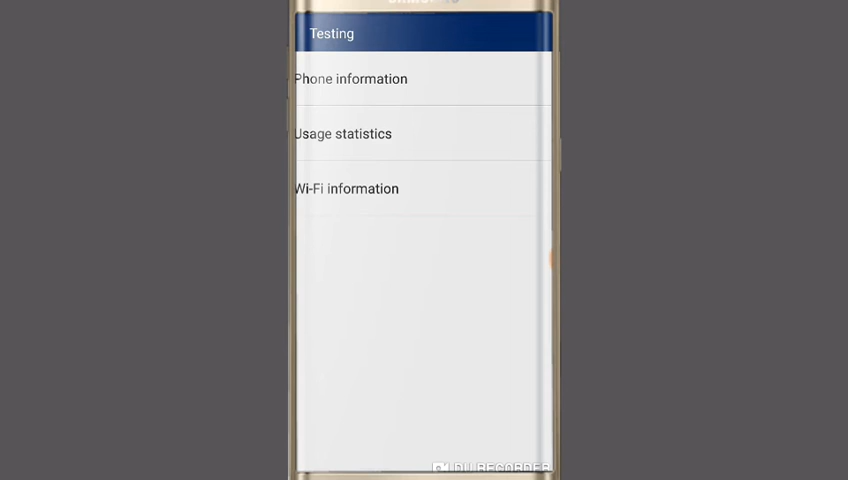 Testing
Phone information
Usage statistics
Wi-Fi information
DU RECORDER